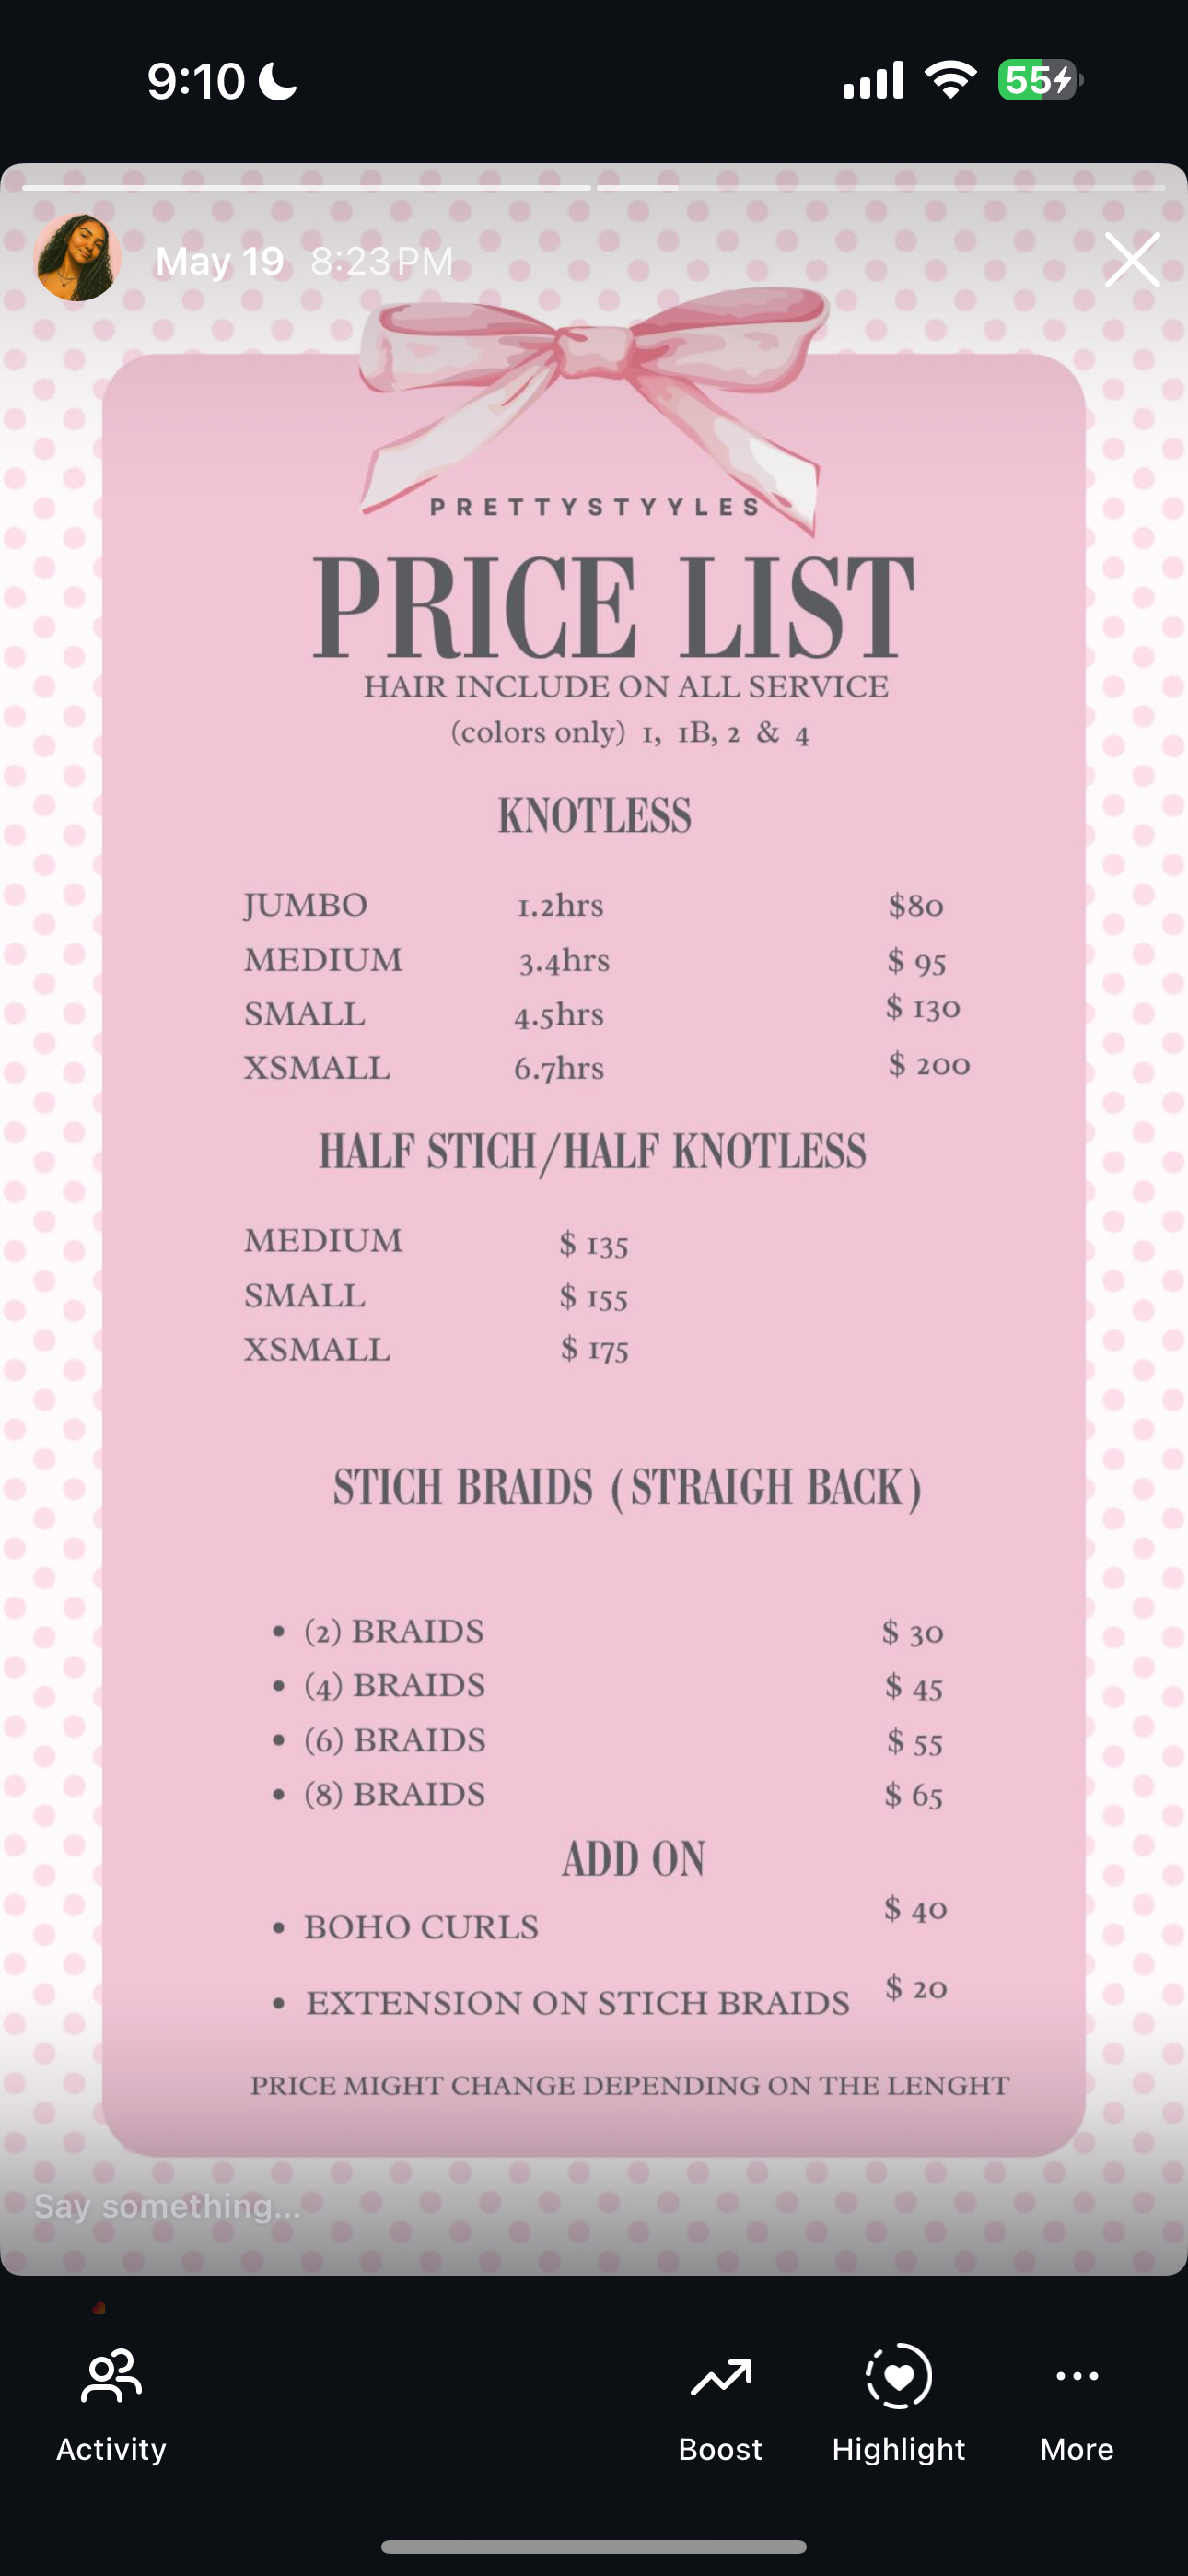 9:10
55
May 19 8:23 PM
PRETTYSTYYLES
PRICE LIST
HAIR INCLUDE ON ALL SERVICE
(colors only) 1, 1B, 2 & 4
KNOTLESS
JUMBO 1.2hrs $80
MEDIUM 3.4hrs $ 95
SMALL 4.5hrs $ 130
XSMALL 6.7hrs $ 200
HALF STICH/HALF KNOTLESS
MEDIUM $ 135
SMALL $ 155
XSMALL $ 175
STICH BRAIDS (STRAIGH BACK)
• (2) BRAIDS $ 30
• (4) BRAIDS $ 45
• (6) BRAIDS $ 55
• (8) BRAIDS $ 65
ADD ON
• BOHO CURLS $ 40
• EXTENSION ON STICH BRAIDS $ 20
PRICE MIGHT CHANGE DEPENDING ON THE LENGHT
Say something...
Activity Boost Highlight More